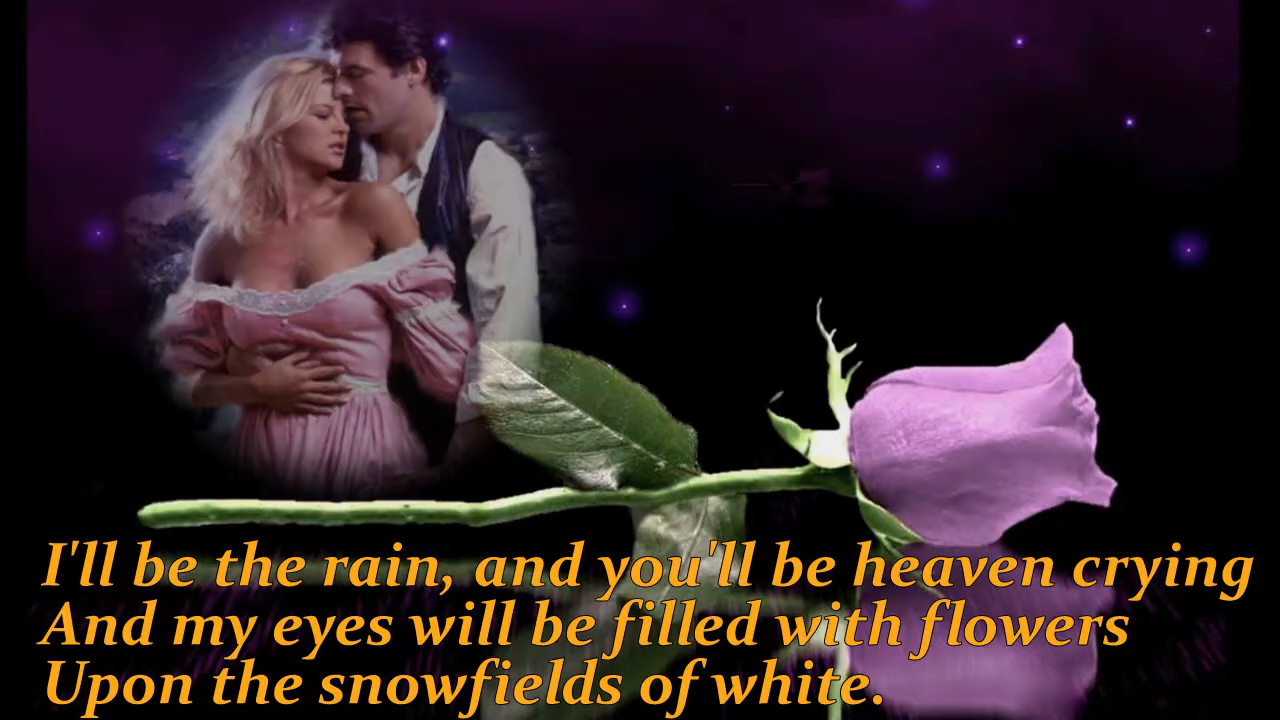 I'll be the rain, and you'll be heaven crying
And my eyes will be filled with flowers
Upon the snowfields of white.